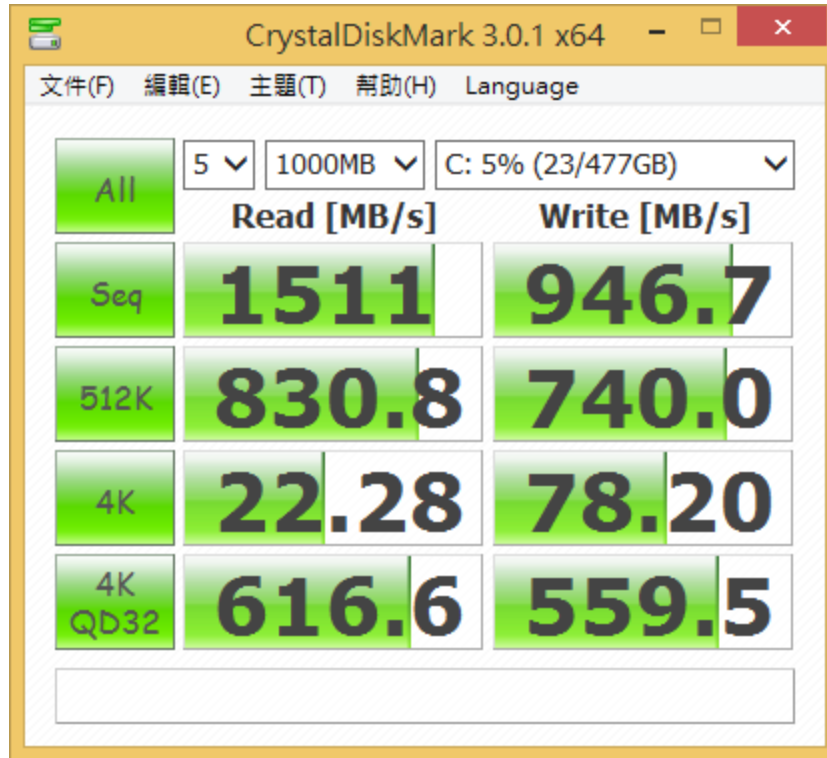 CrystalDiskMark 3.0.1 x64
文件(F) 編輯(E) 主題(T) 幫助(H) Language
All 5 1000MB C: 5% (23/477GB)
Read [MB/s] Write [MB/s]
Seq 1511 946.7
512K 830.8 740.0
4K 22.28 78.20
4K
QD32 616.6 559.5